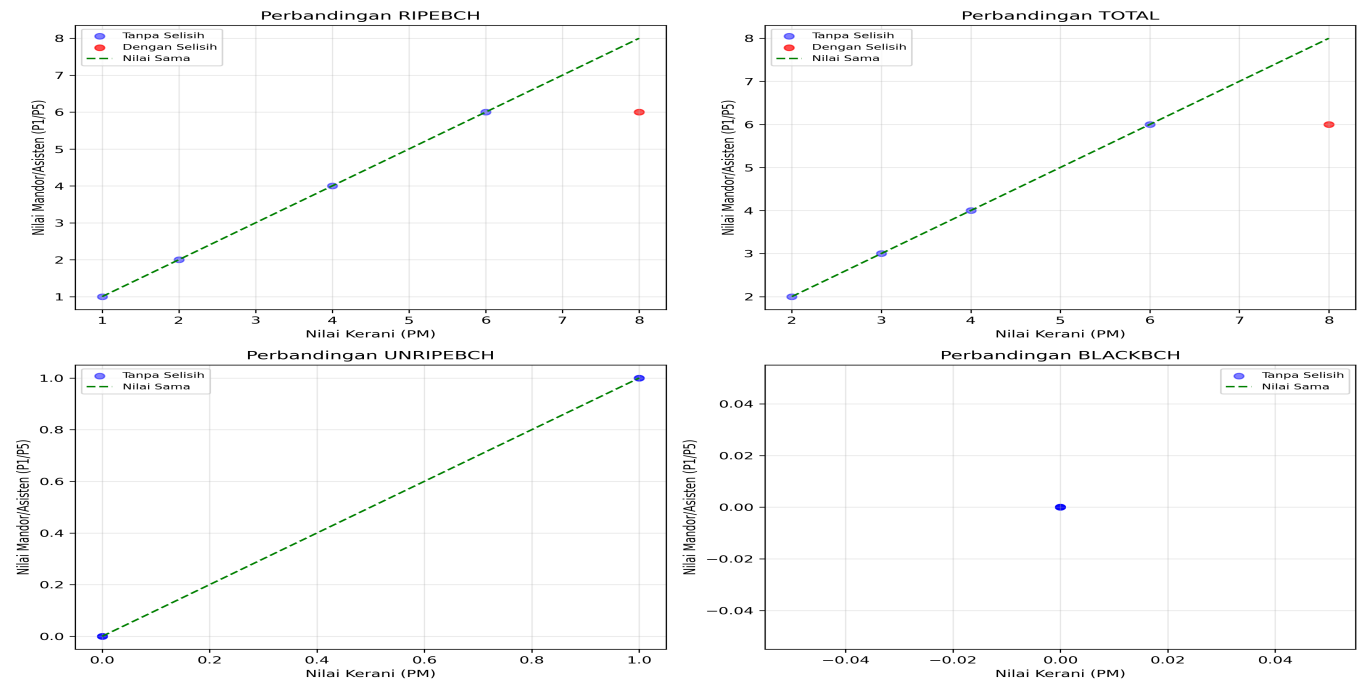 Perbandingan RIPEBCH
Tanpa Selisih
Dengan Selisih
Nilai Sama
Nilai Mandor/Asisten (P1/P5)
8
7
6
5
4
3
2
1
1 2 3 4 5 6 7 8
Nilai Kerani (PM)
Perbandingan TOTAL
Tanpa Selisih
Dengan Selisih
Nilai Sama
Nilai Mandor/Asisten (P1/P5)
8
7
6
5
4
3
2
2 3 4 5 6 7 8
Nilai Kerani (PM)
Perbandingan UNRIPEBCH
Tanpa Selisih
Nilai Sama
Nilai Mandor/Asisten (P1/P5)
1.0
0.8
0.6
0.4
0.2
0.0
0.0 0.2 0.4 0.6 0.8 1.0
Nilai Kerani (PM)
Perbandingan BLACKBCH
Tanpa Selisih
Nilai Sama
Nilai Mandor/Asisten (P1/P5)
0.04
0.02
0.00
−0.02
−0.04
−0.04 −0.02 0.00 0.02 0.04
Nilai Kerani (PM)